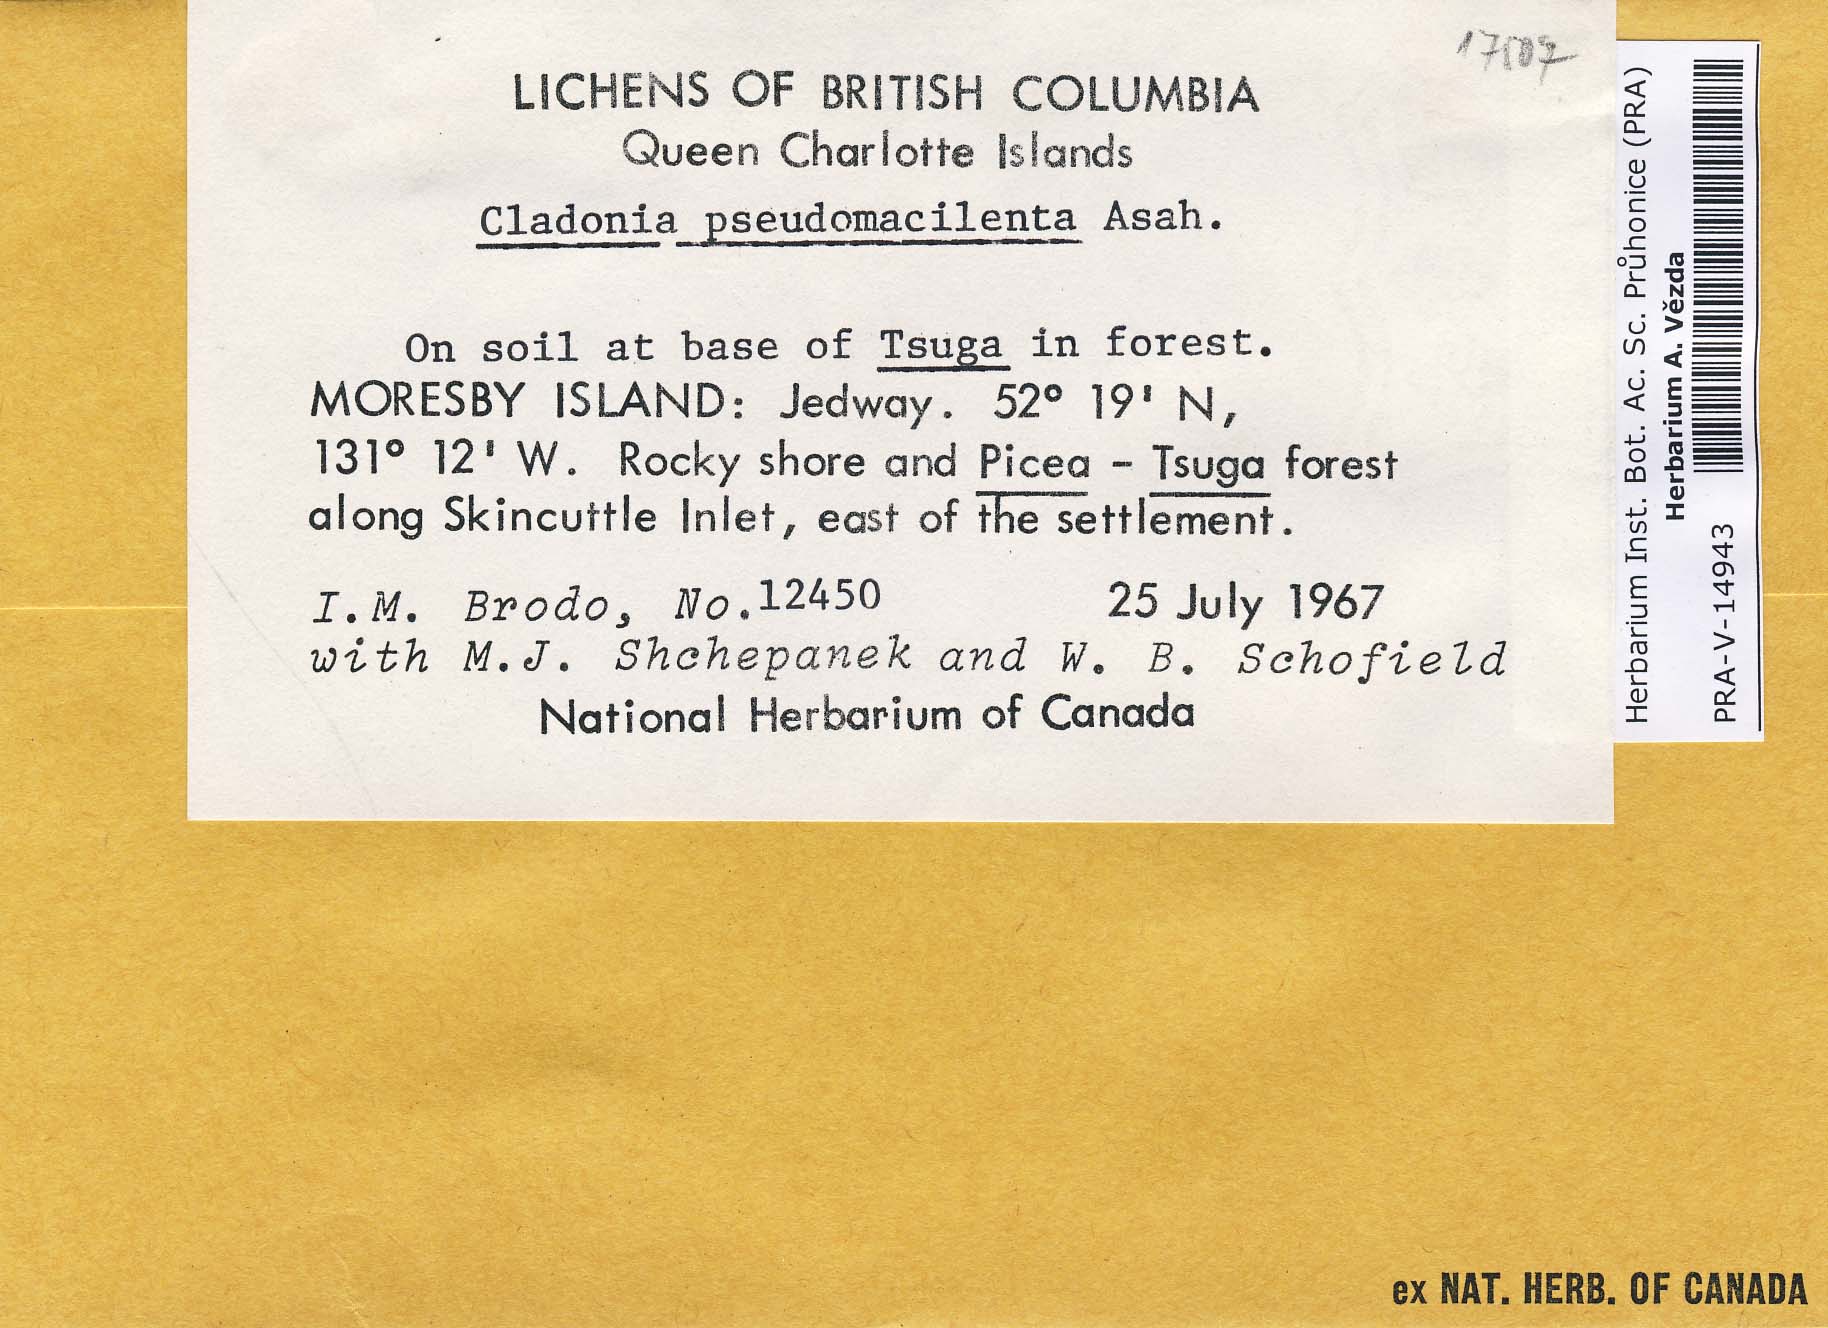 LICHENS OF BRITISH COLUMBIA
Queen Charlotte Islands
Cladonia pseudomacilenta Asah.
On soil at base of Tsuga in forest.
MORESBY ISLAND: Jedway. 52° 19' N,
131° 12' W. Rocky shore and Picea - Tsuga forest
along Skincuttle Inlet, east of the settlement.
I.M. Brodo, No. 12450 25 July 1967
with M.J. Shchepanek and W. B. Schofield
National Herbarium of Canada
Herbarium Inst. Bot. Ac. Sc. Průhonice (PRA)
Herbarium A. Vězda
PRA-V-14943
ex NAT. HERB. OF CANADA